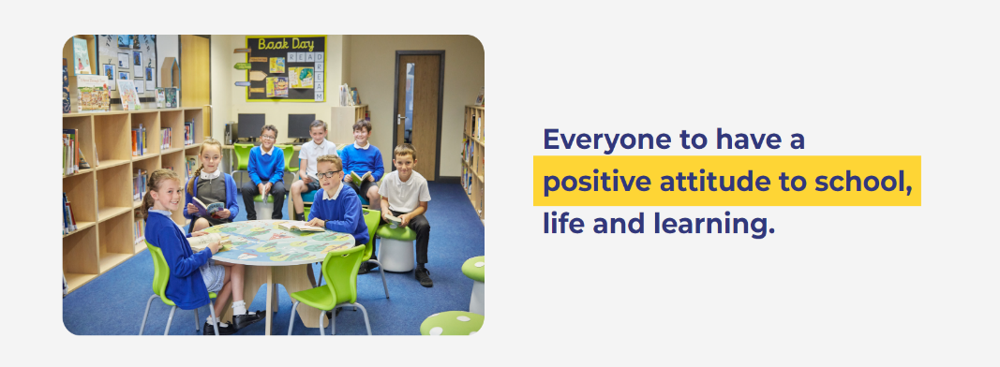 Book Day
READ
DREAM
Everyone to have a
positive attitude to school,
life and learning.